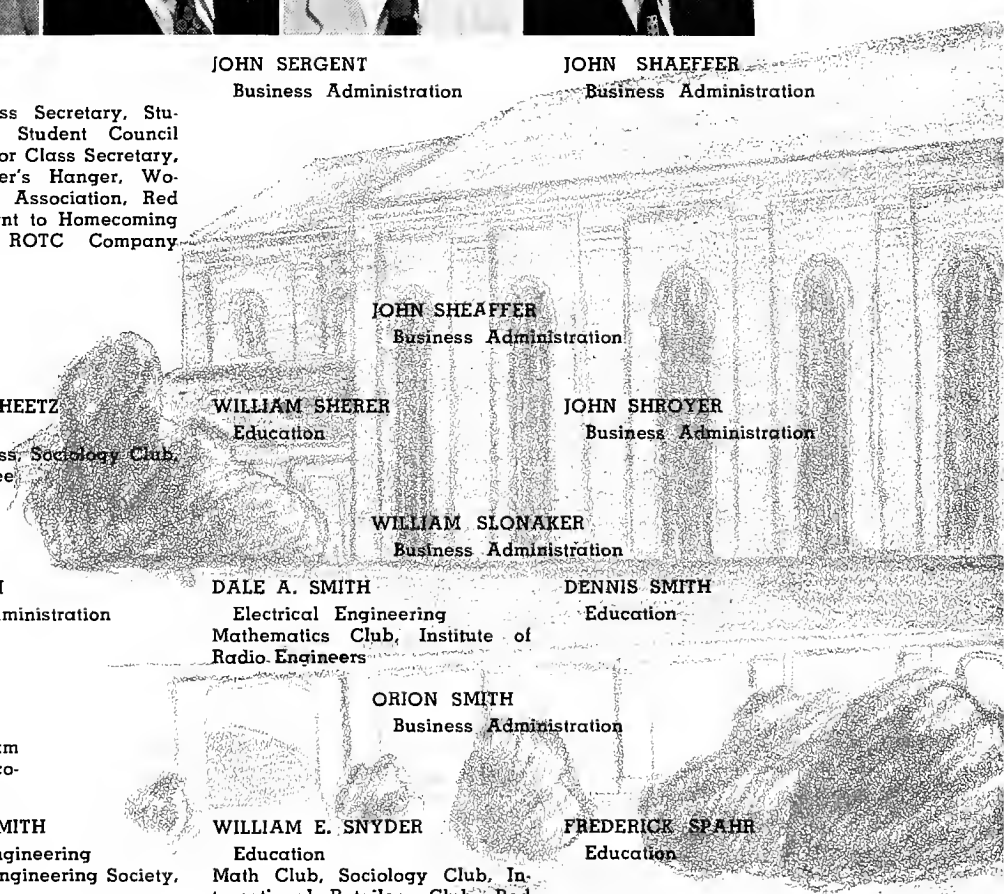 JOHN SERGENT
Business Administration
JOHN SHAEFFER
Business Administration
ss Secretary, Stu-
Student Council
or Class Secretary,
er's Hanger, Wo-
Association, Red
nt to Homecoming
ROTC Company
JOHN SHEAFFER
Business Administration
HEETZ
ss, Sociology Club,
ee
WILLIAM SHERER
Education
JOHN SHROYER
Business Administration
WILLIAM SLONAKER
Business Administration
ministration
DALE A. SMITH
Electrical Engineering
Mathematics Club, Institute of
Radio Engineers
DENNIS SMITH
Education
ORION SMITH
Business Administration
co-
MITH
gineering
ngineering Society,
WILLIAM E. SNYDER
Education
Math Club, Sociology Club, In-
FREDERICK SPAHR
Education